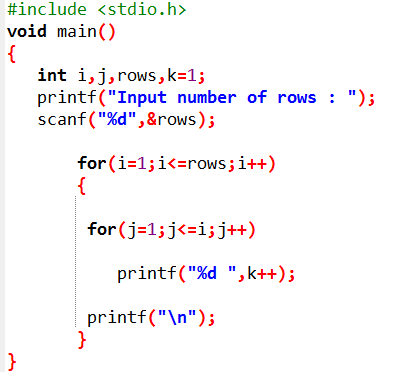 #include <stdio.h>
void main()
{
int i,j,rows,k=1;
printf("Input number of rows : ");
scanf("%d",&rows);
for(i=1;i<=rows;i++)
{
for(j=1;j<=i;j++)
printf("%d ",k++);
printf("\n");
}
}